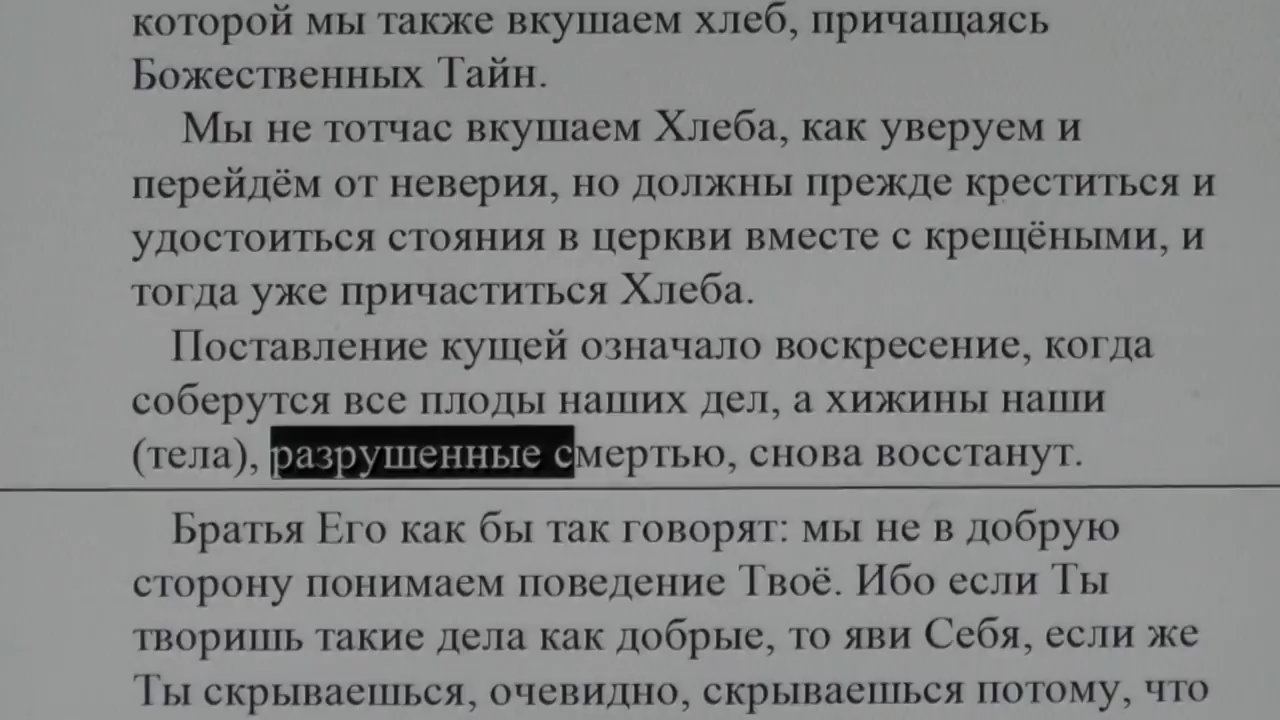 которой мы также вкушаем хлеб, причащаясь
Божественных Тайн.
Мы не тотчас вкушаем Хлеба, как уверуем и
перейдём от неверия, но должны прежде креститься и
удостоиться стояния в церкви вместе с крещёными, и
тогда уже причаститься Хлеба.
Поставление кущей означало воскресение, когда
соберутся все плоды наших дел, а хижины наши
(тела), разрушенные смертью, снова восстанут.
Братья Его как бы так говорят: мы не в добрую
сторону понимаем поведение Твоё. Ибо если Ты
творишь такие дела как добрые, то яви Себя, если же
Ты скрываешься, очевидно, скрываешься потому, что